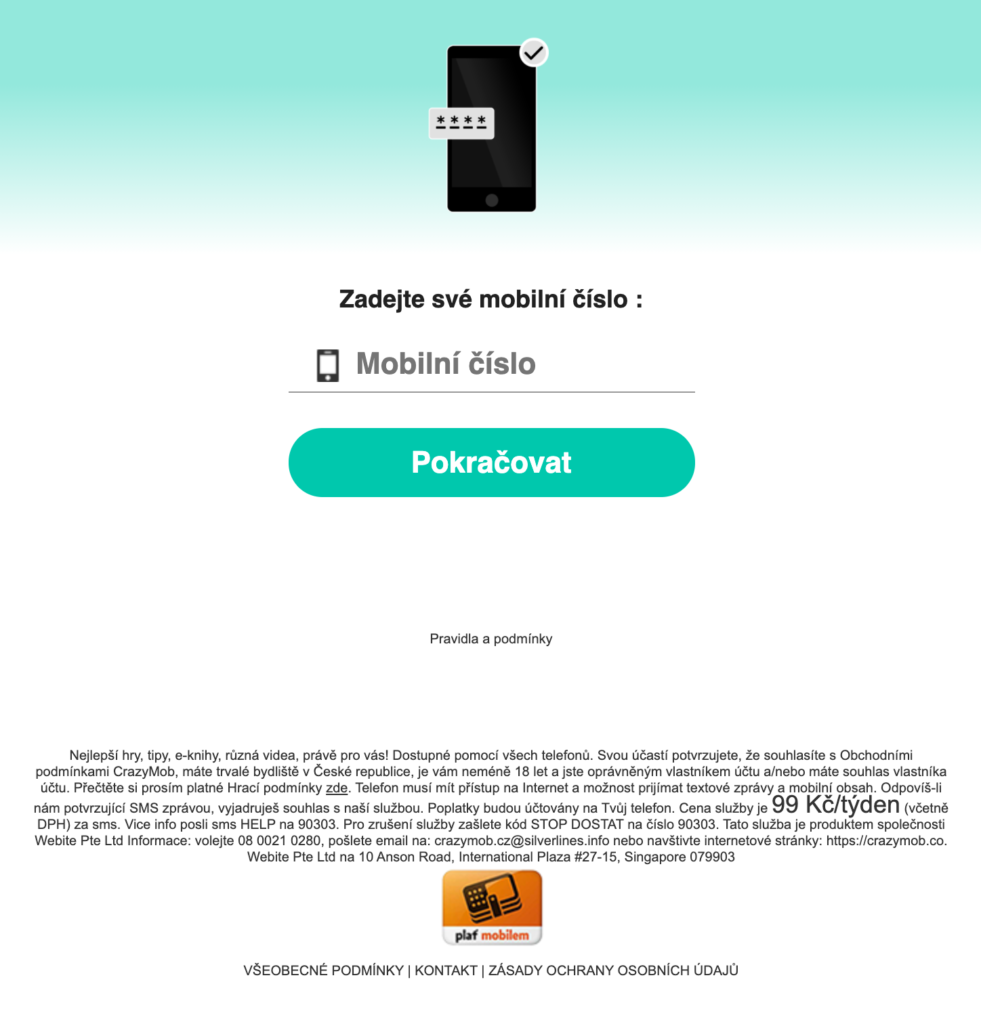 * * * *
Zadejte své mobilní číslo :
Mobilní číslo
Pokračovat
Pravidla a podmínky
Nejlepší hry, tipy, e-knihy, různá videa, právě pro vás! Dostupné pomocí všech telefonů. Svou účastí potvrzujete, že souhlasíte s Obchodními
podmínkami CrazyMob, máte trvalé bydliště v České republice, je vám neméně 18 let a jste oprávněným vlastníkem účtu a/nebo máte souhlas vlastníka
účtu. Přečtěte si prosím platné Hrací podmínky zde. Telefon musí mít přístup na Internet a možnost prijímat textové zprávy a mobilní obsah. Odpovíš-li
nám potvrzující SMS zprávou, vyjadruješ souhlas s naší službou. Poplatky budou účtovány na Tvůj telefon. Cena služby je 99 Kč/týden (včetně
DPH) za sms. Vice info posli sms HELP na 90303. Pro zrušení služby zašlete kód STOP DOSTAT na číslo 90303. Tato služba je produktem společnosti
Webite Pte Ltd Informace: volejte 08 0021 0280, pošlete email na: crazymob.cz@silverlines.info nebo navštivte internetové stránky: https://crazymob.co.
Webite Pte Ltd na 10 Anson Road, International Plaza #27-15, Singapore 079903
plať mobilem
VŠEOBECNÉ PODMÍNKY | KONTAKT | ZÁSADY OCHRANY OSOBNÍCH ÚDAJŮ